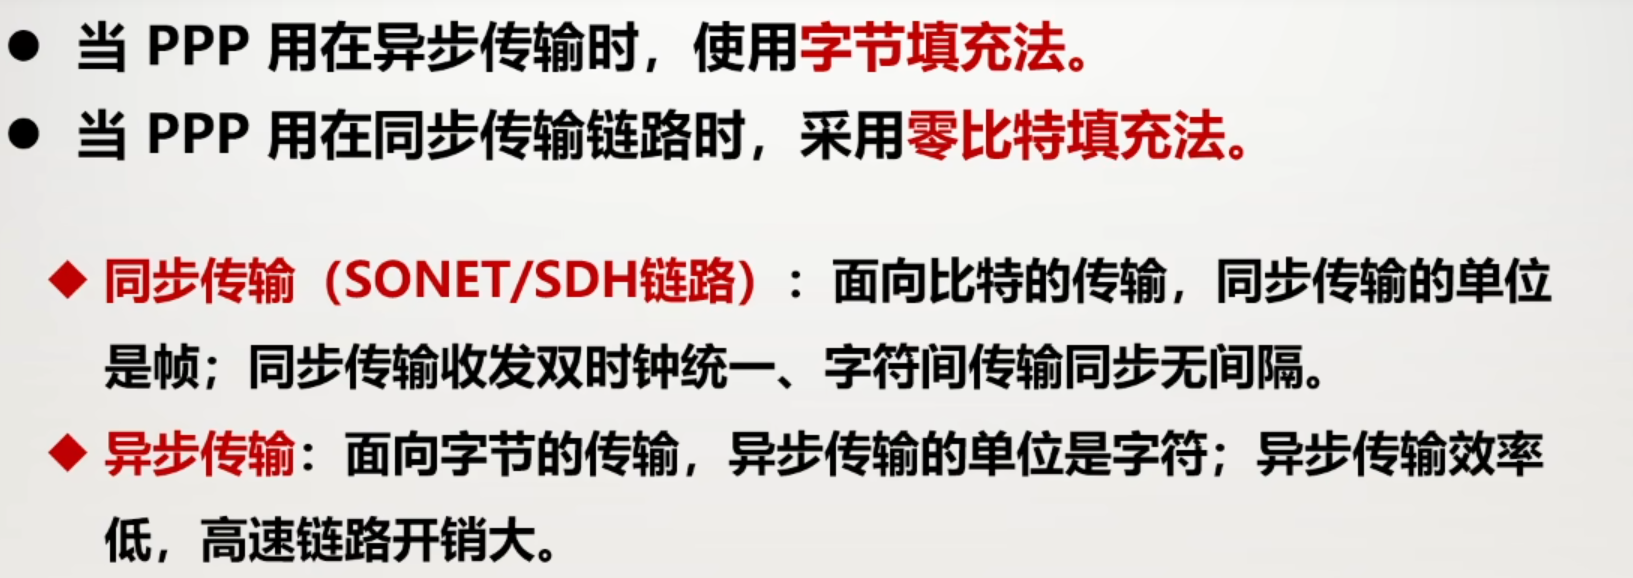 ● 当 PPP 用在异步传输时，使用字节填充法。
● 当 PPP 用在同步传输链路时，采用零比特填充法。
◆ 同步传输（SONET/SDH链路）：面向比特的传输，同步传输的单位
是帧；同步传输收发双时钟统一、字符间传输同步无间隔。
◆ 异步传输：面向字节的传输，异步传输的单位是字符；异步传输效率
低，高速链路开销大。